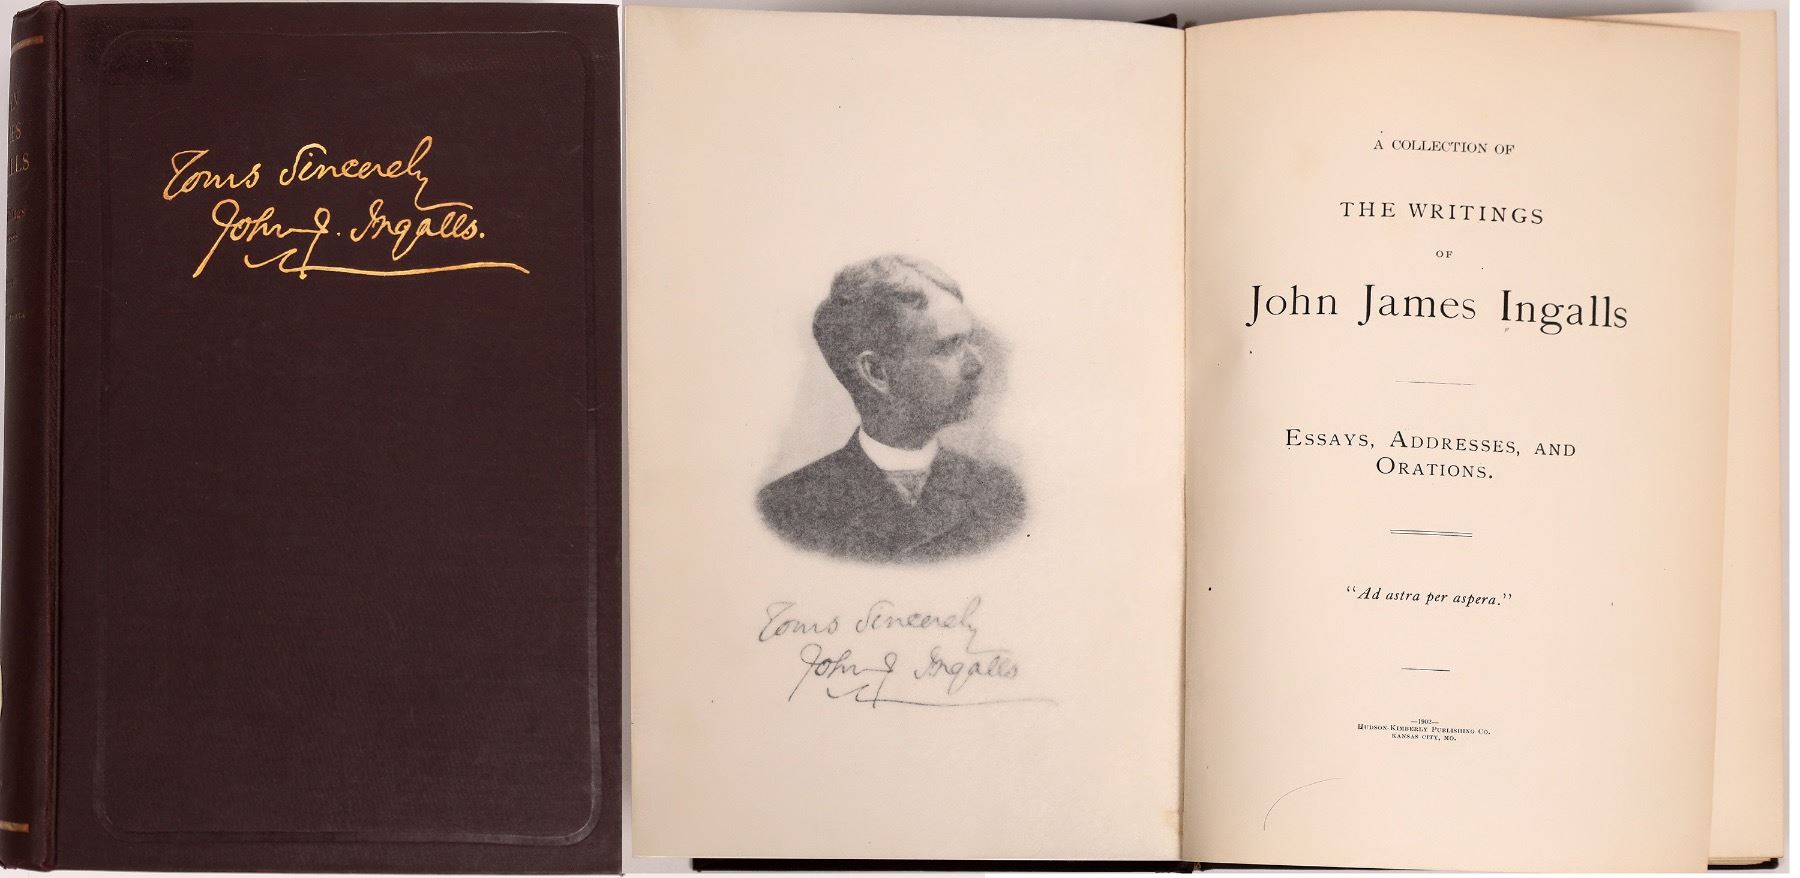 Yours Sincerely
John J. Ingalls.
Yours Sincerely
John J Ingalls
A COLLECTION OF
THE WRITINGS
OF
John James Ingalls
ESSAYS, ADDRESSES, AND
ORATIONS.
"Ad astra per aspera."
—1902—
HUDSON-KIMBERLY PUBLISHING CO.
KANSAS CITY, MO.